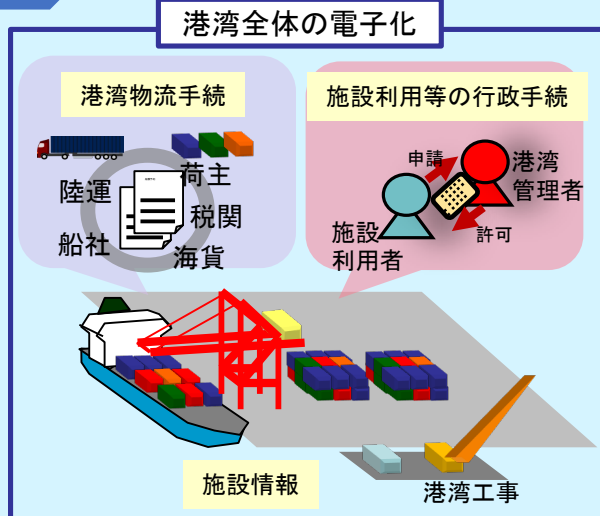 港湾全体の電子化
港湾物流手続
陸運
荷主
税関
船社
海貨
施設利用等の行政手続
申請
港湾
管理者
施設
利用者
許可
施設情報
港湾工事